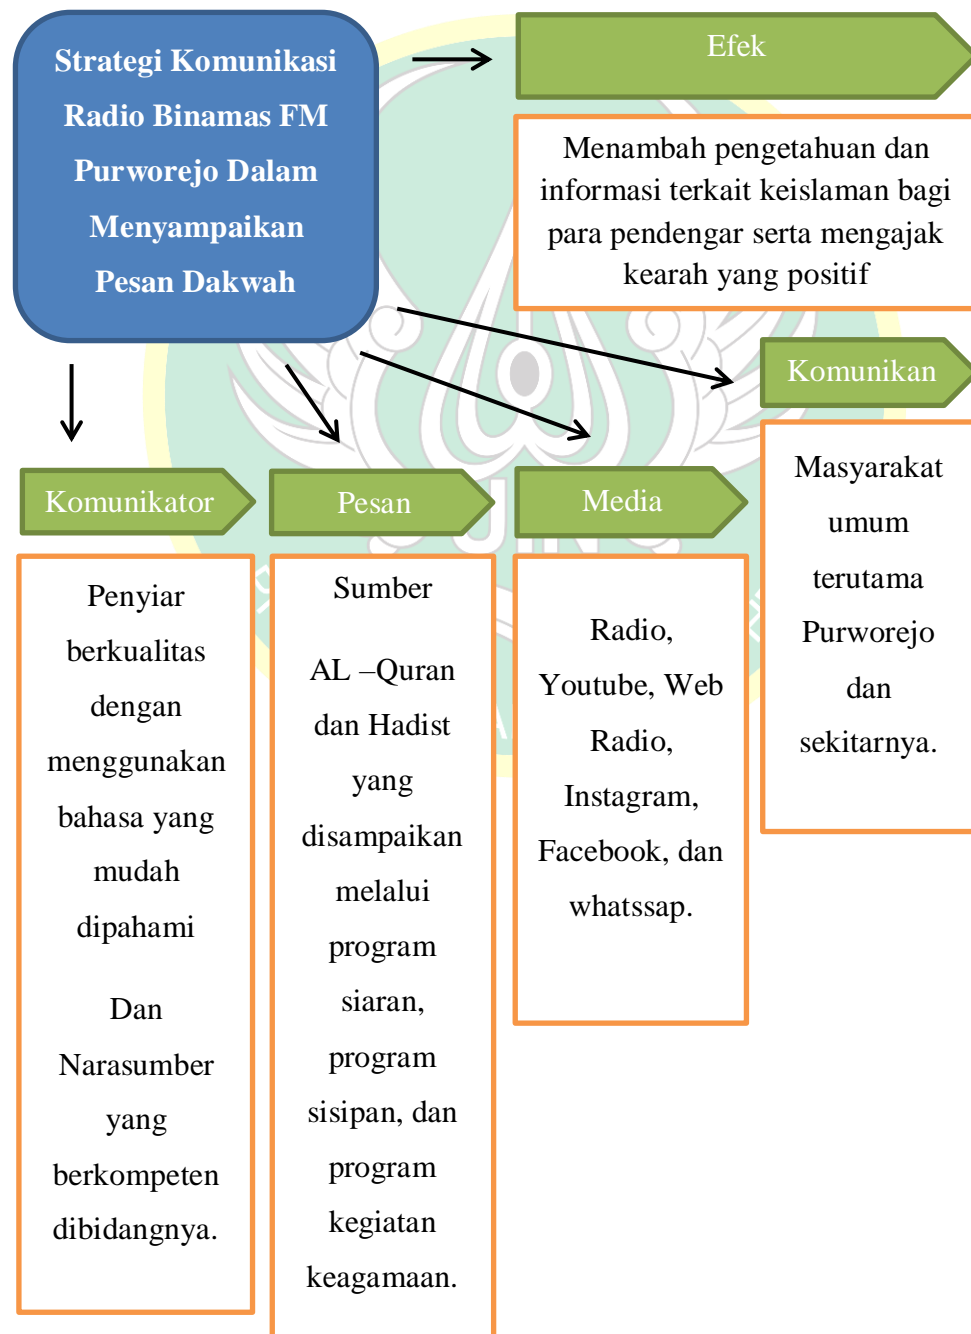 Strategi Komunikasi
Radio Binamas FM
Purworejo Dalam
Menyampaikan
Pesan Dakwah
Efek
Menambah pengetahuan dan
informasi terkait keislaman bagi
para pendengar serta mengajak
kearah yang positif
Komunikan
Masyarakat
umum
terutama
Purworejo
dan
sekitarnya.
Komunikator
Penyiar
berkualitas
dengan
menggunakan
bahasa yang
mudah
dipahami
Dan
Narasumber
yang
berkompeten
dibidangnya.
Pesan
Sumber
AL –Quran
dan Hadist
yang
disampaikan
melalui
program
siaran,
program
sisipan, dan
program
kegiatan
keagamaan.
Media
Radio,
Youtube, Web
Radio,
Instagram,
Facebook, dan
whatssap.
UIN